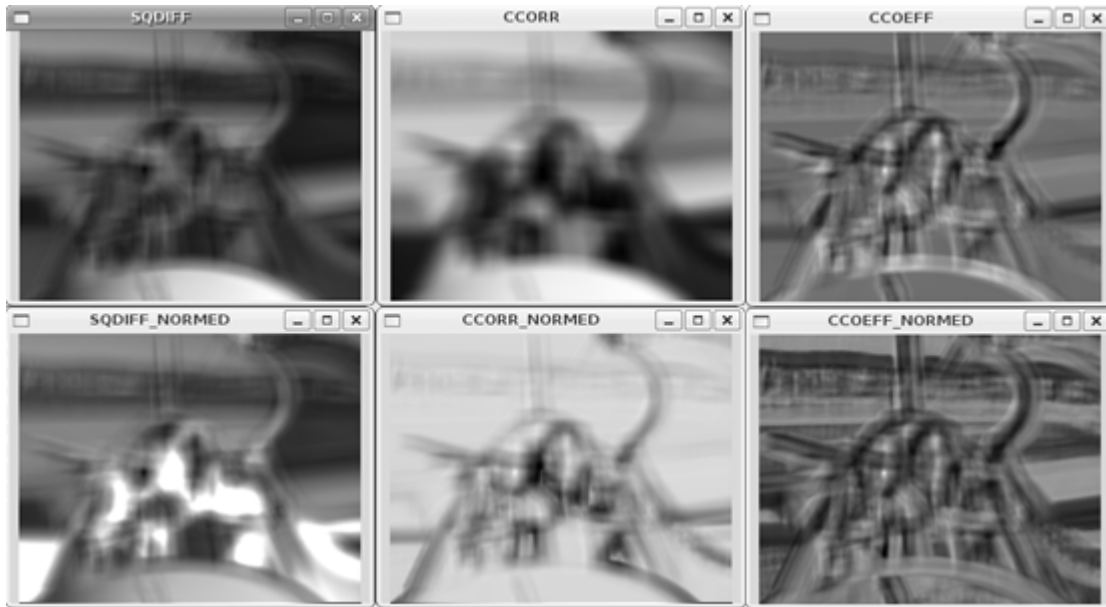 SQDIFF
CCORR
CCOEFF
SQDIFF_NORMED
CCORR_NORMED
CCOEFF_NORMED